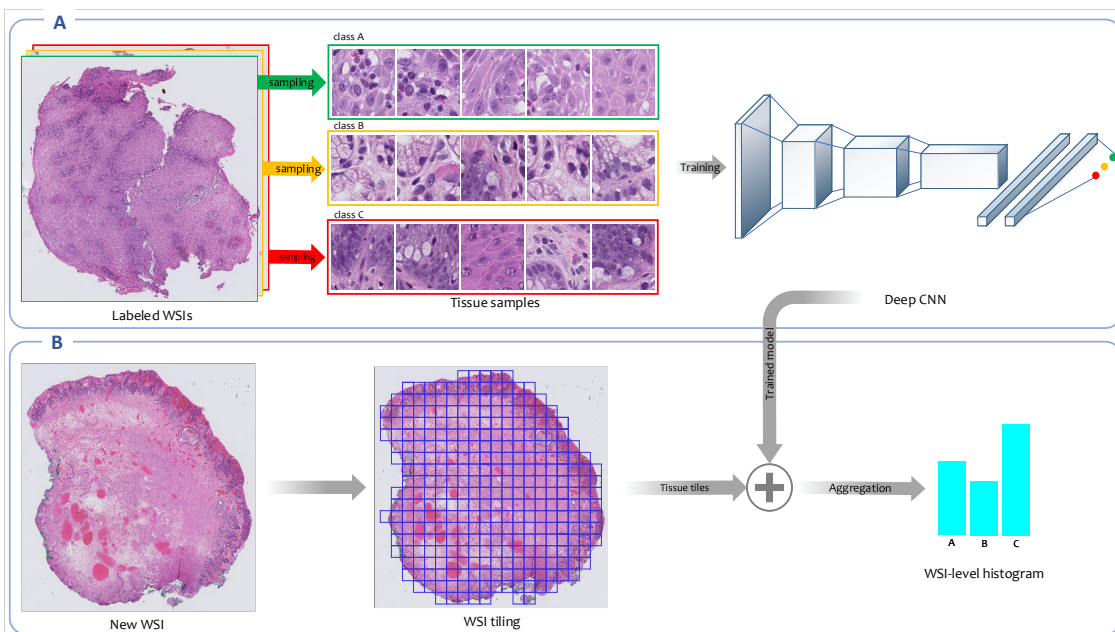 A
class A
sampling
class B
sampling
Training
class C
sampling
Labeled WSIs
Tissue samples
Deep CNN
B
Trained model
Tissue tiles
Aggregation
A B C
WSI-level histogram
New WSI
WSI tiling